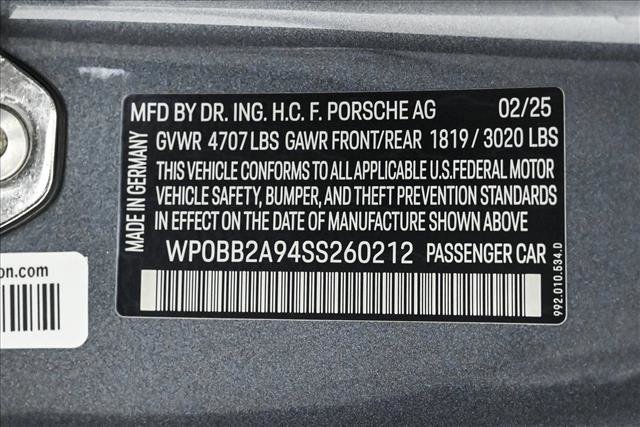 MFD BY DR. ING. H.C. F. PORSCHE AG 02/25
GVWR 4707 LBS GAWR FRONT/REAR 1819 / 3020 LBS
THIS VEHICLE CONFORMS TO ALL APPLICABLE U.S.FEDERAL MOTOR
VEHICLE SAFETY, BUMPER, AND THEFT PREVENTION STANDARDS
IN EFFECT ON THE DATE OF MANUFACTURE SHOWN ABOVE
WP0BB2A94SS260212 PASSENGER CAR
MADE IN GERMANY
992.010.534.0
on.com